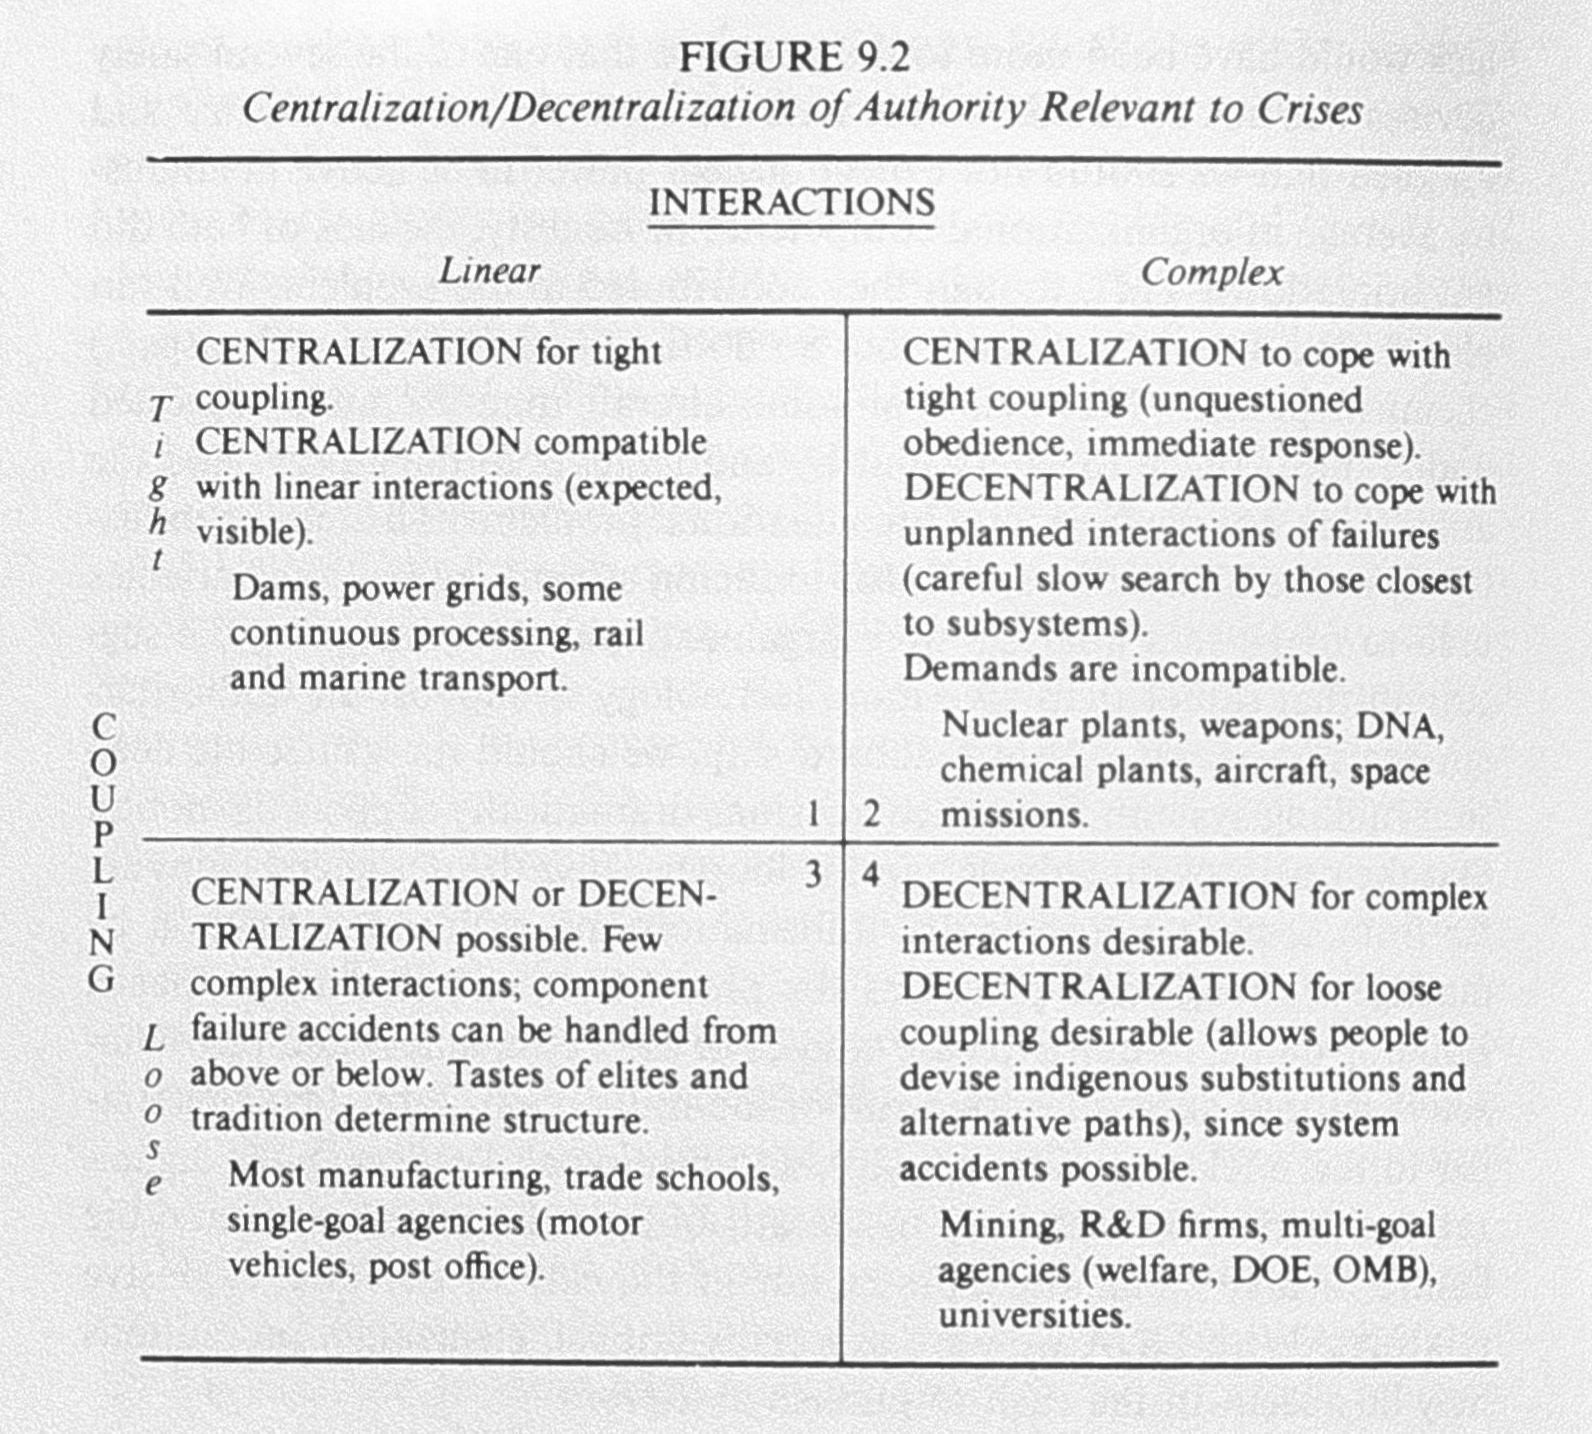 FIGURE 9.2
Centralization/Decentralization of Authority Relevant to Crises
INTERACTIONS
Linear
Complex
COUPLING
Tight
CENTRALIZATION for tight
coupling.
CENTRALIZATION compatible
with linear interactions (expected,
visible).
Dams, power grids, some
continuous processing, rail
and marine transport.
1
CENTRALIZATION to cope with
tight coupling (unquestioned
obedience, immediate response).
DECENTRALIZATION to cope with
unplanned interactions of failures
(careful slow search by those closest
to subsystems).
Demands are incompatible.
Nuclear plants, weapons; DNA,
chemical plants, aircraft, space
missions.
2
Loose
3
CENTRALIZATION or DECEN-
TRALIZATION possible. Few
complex interactions; component
failure accidents can be handled from
above or below. Tastes of elites and
tradition determine structure.
Most manufacturing, trade schools,
single-goal agencies (motor
vehicles, post office).
4
DECENTRALIZATION for complex
interactions desirable.
DECENTRALIZATION for loose
coupling desirable (allows people to
devise indigenous substitutions and
alternative paths), since system
accidents possible.
Mining, R&D firms, multi-goal
agencies (welfare, DOE, OMB),
universities.